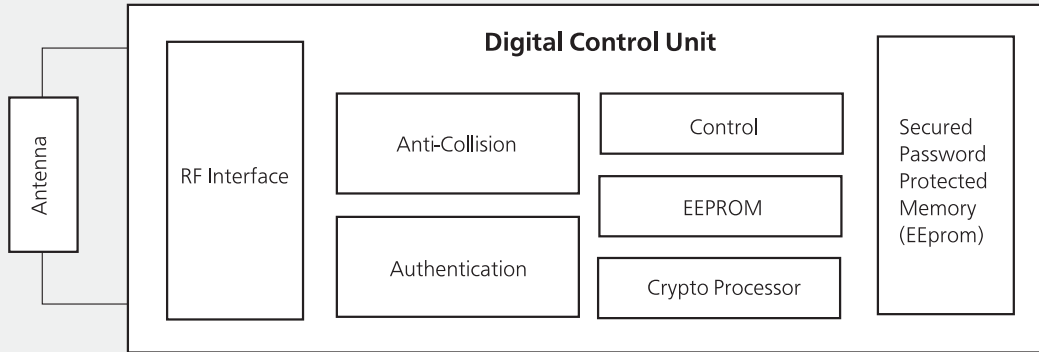 Digital Control Unit
Antenna
RF Interface
Anti-Collision
Authentication
Control
EEPROM
Crypto Processor
Secured
Password
Protected
Memory
(EEprom)